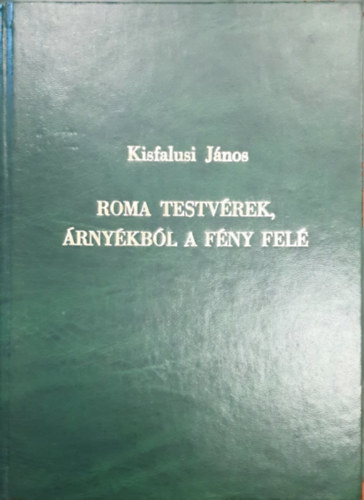 Kisfalusi János
ROMA TESTVÉREK,
ÁRNYÉKBÓL A FÉNY FELÉ